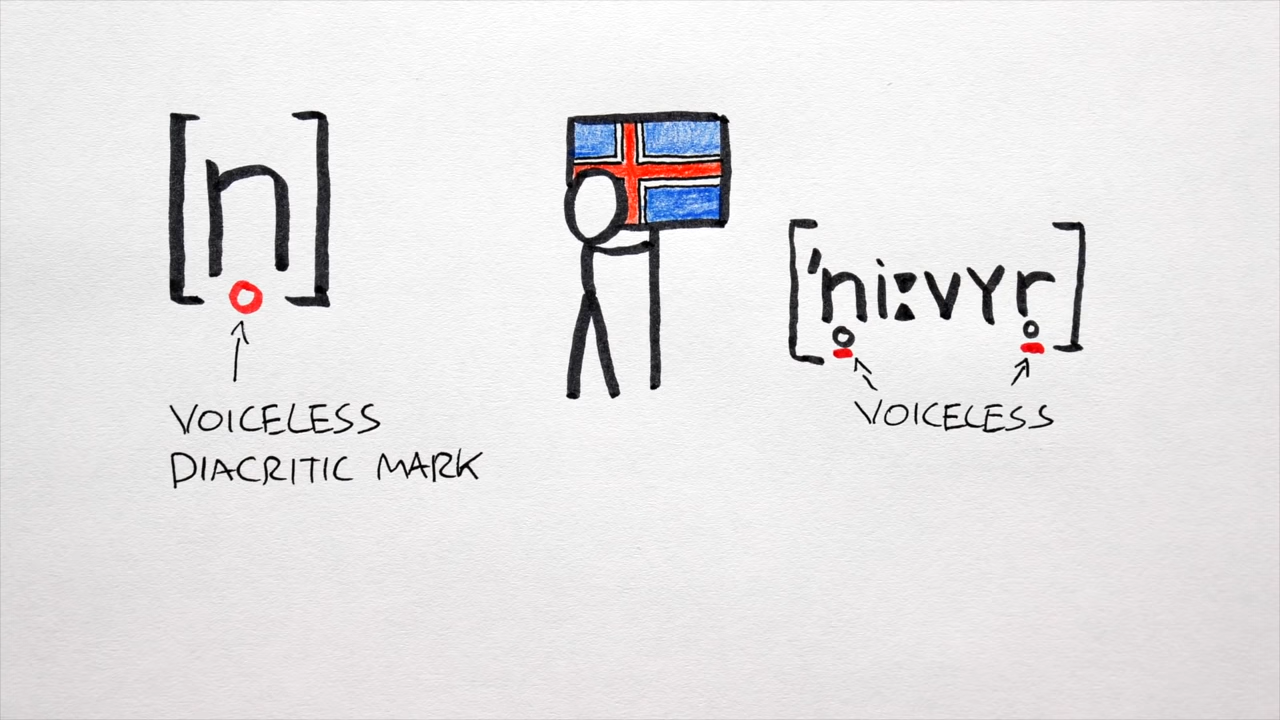 [n̥]
VOICELESS
DIACRITIC MARK
[ˈn̥iːvʏr̥]
VOICELESS